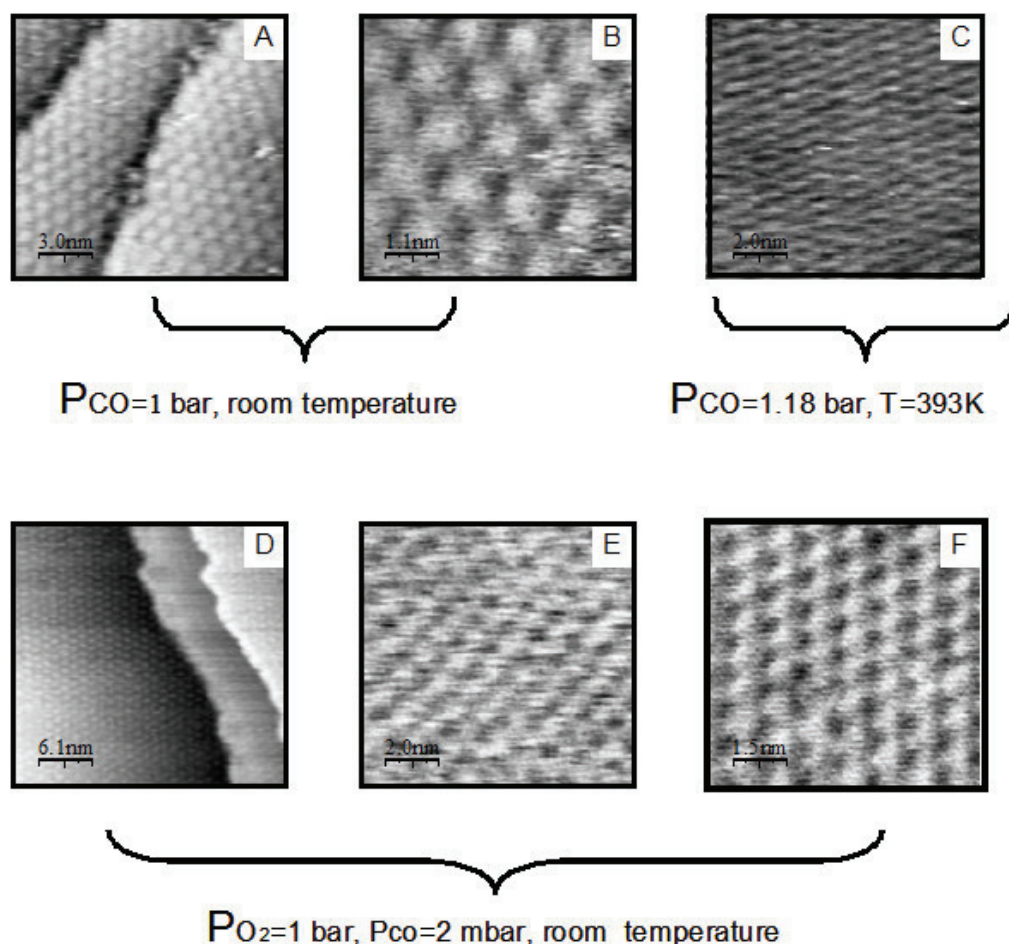 A B C
3.0nm 1.1nm 2.0nm
PCO=1 bar, room temperature
PCO=1.18 bar, T=393K
D E F
6.1nm 2.0nm 1.5nm
PO2=1 bar, Pco=2 mbar, room temperature